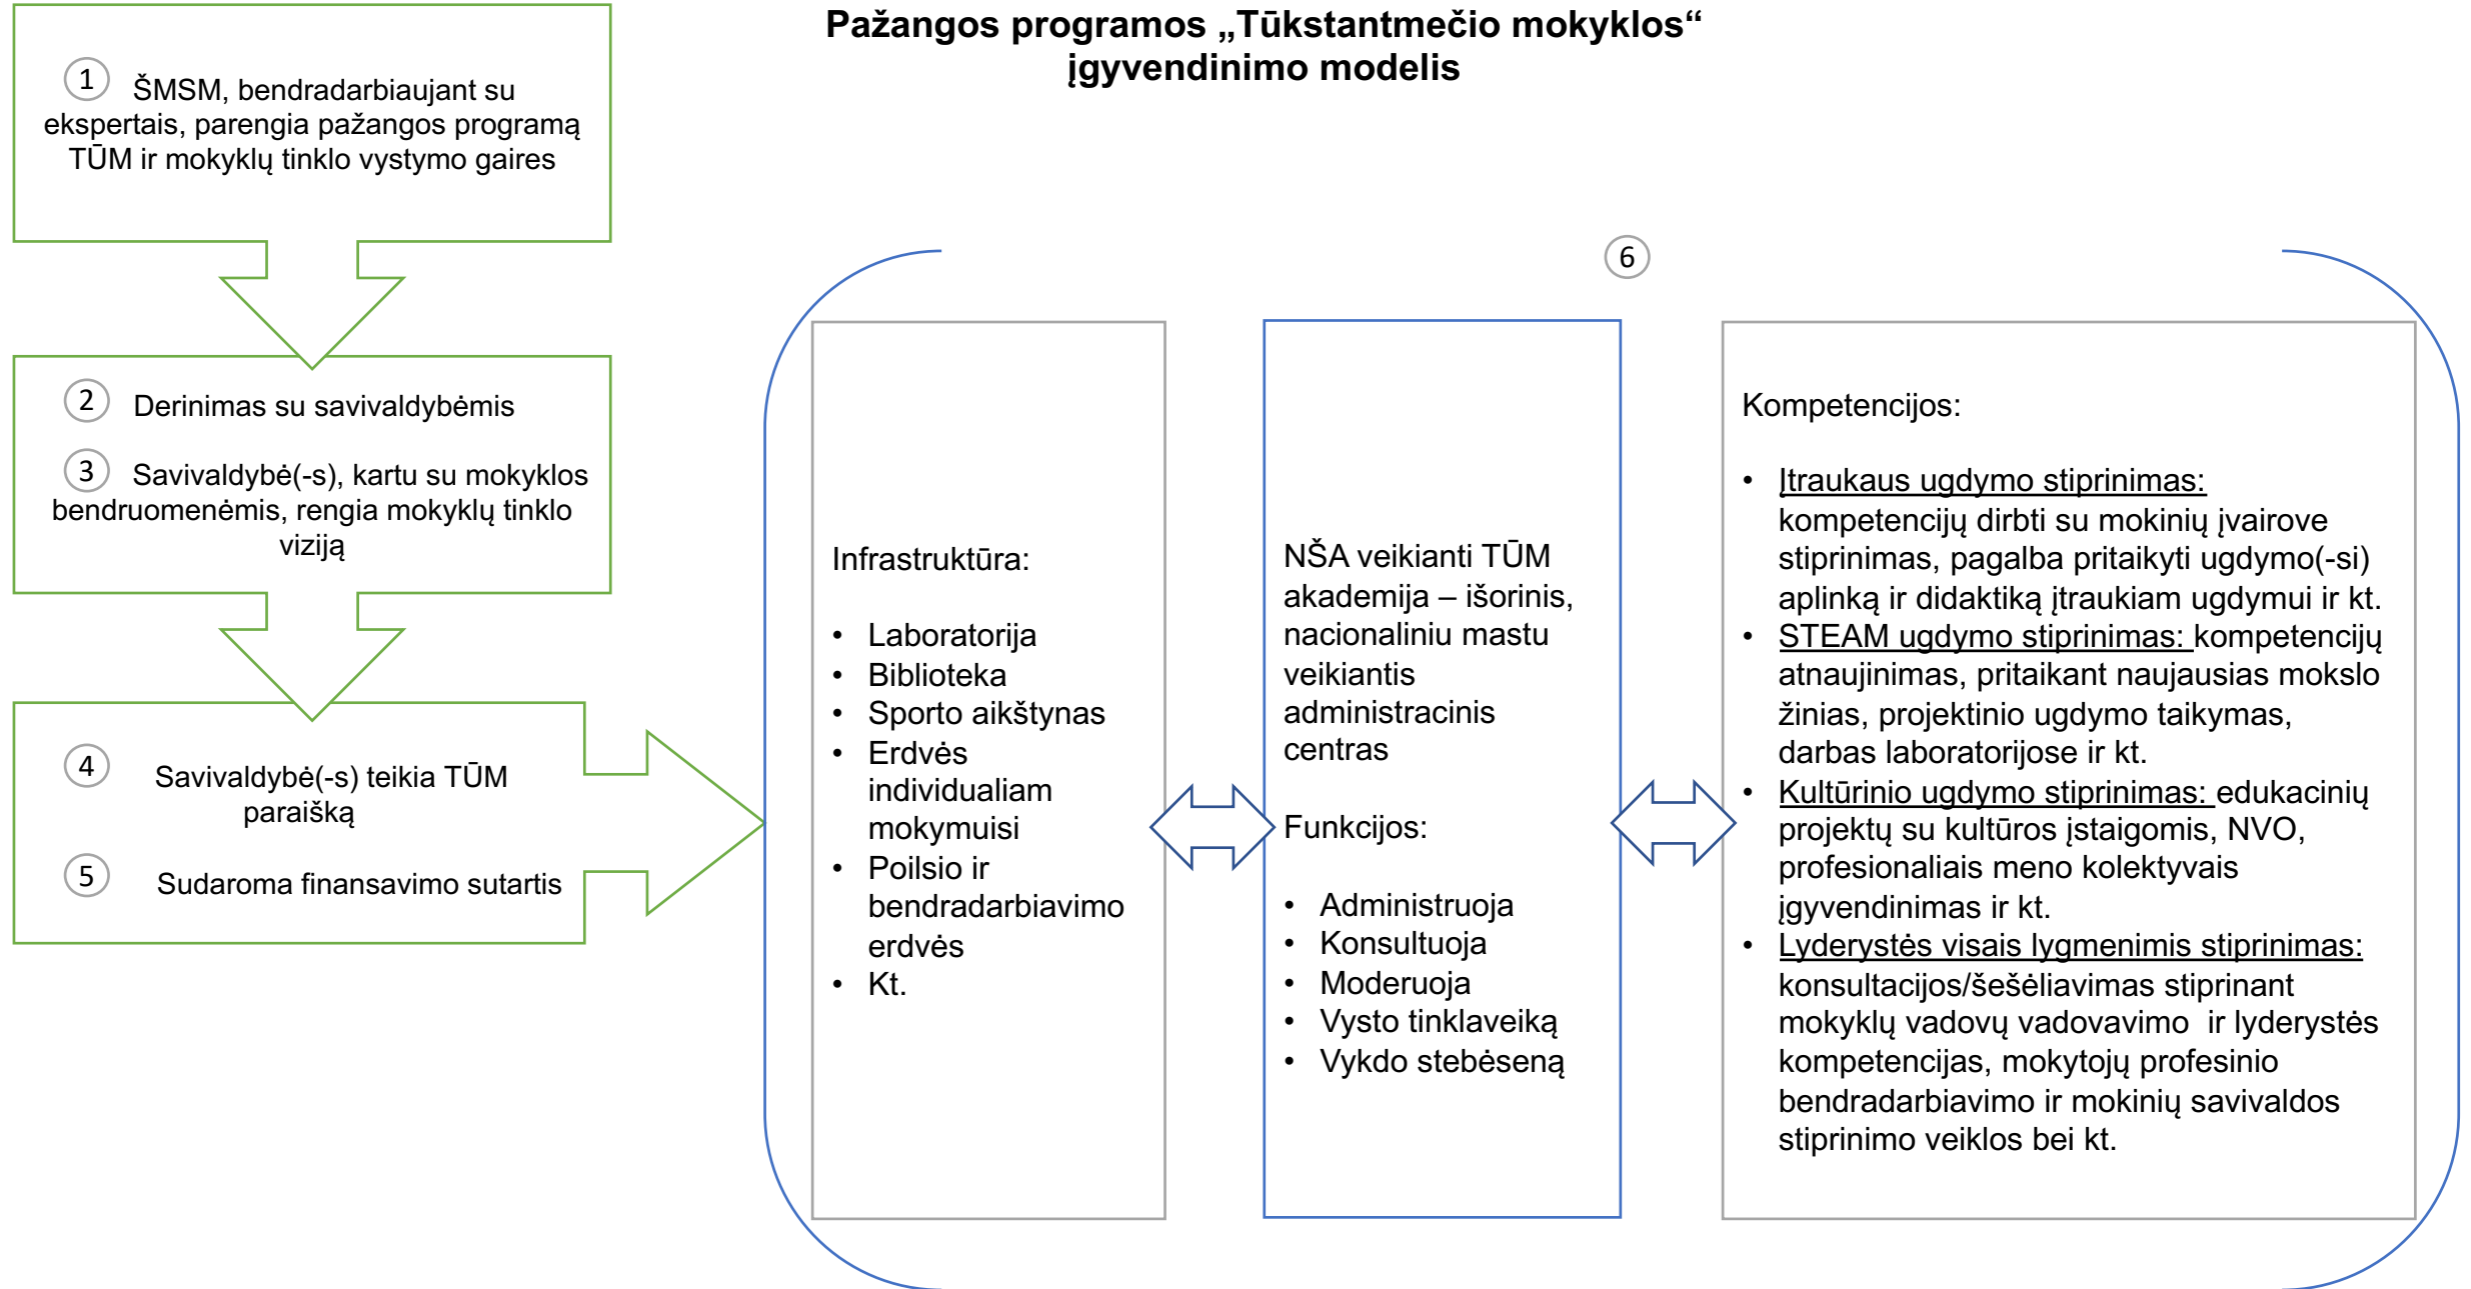 Pažangos programos „Tūkstantmečio mokyklos“
įgyvendinimo modelis
1 ŠMSM, bendradarbiaujant su
ekspertais, parengia pažangos programą
TŪM ir mokyklų tinklo vystymo gaires
2 Derinimas su savivaldybėmis
3 Savivaldybė(-s), kartu su mokyklos
bendruomenėmis, rengia mokyklų tinklo
viziją
4 Savivaldybė(-s) teikia TŪM
paraišką
5 Sudaroma finansavimo sutartis
6
Infrastruktūra:
• Laboratorija
• Biblioteka
• Sporto aikštynas
• Erdvės
individualiam
mokymuisi
• Poilsio ir
bendradarbiavimo
erdvės
• Kt.
NŠA veikianti TŪM
akademija – išorinis,
nacionaliniu mastu
veikiantis
administracinis
centras
Funkcijos:
• Administruoja
• Konsultuoja
• Moderuoja
• Vysto tinklaveiką
• Vykdo stebėseną
Kompetencijos:
• Įtraukaus ugdymo stiprinimas:
kompetencijų dirbti su mokinių įvairove
stiprinimas, pagalba pritaikyti ugdymo(-si)
aplinką ir didaktiką įtraukiam ugdymui ir kt.
• STEAM ugdymo stiprinimas: kompetencijų
atnaujinimas, pritaikant naujausias mokslo
žinias, projektinio ugdymo taikymas,
darbas laboratorijose ir kt.
• Kultūrinio ugdymo stiprinimas: edukacinių
projektų su kultūros įstaigomis, NVO,
profesionaliais meno kolektyvais
įgyvendinimas ir kt.
• Lyderystės visais lygmenimis stiprinimas:
konsultacijos/šešėliavimas stiprinant
mokyklų vadovų vadovavimo ir lyderystės
kompetencijas, mokytojų profesinio
bendradarbiavimo ir mokinių savivaldos
stiprinimo veiklos bei kt.